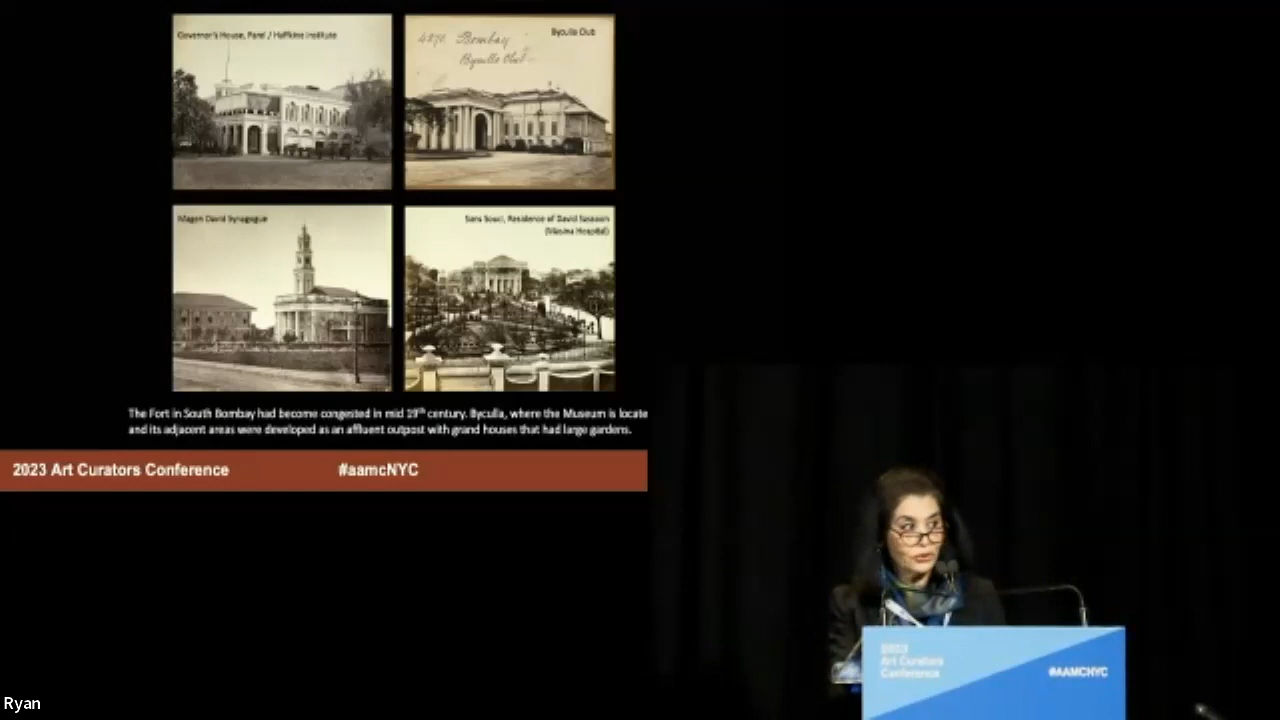 Governor's House, Parel / Haffkine Institute
Byculla Club
4270. Bombay
Byculla Club
Magen David Synagogue
Sans Souci, Residence of David Sassoon
(Masina Hospital)
The Fort in South Bombay had become congested in mid 19th century. Byculla, where the Museum is locate
and its adjacent areas were developed as an affluent outpost with grand houses that had large gardens.
2023 Art Curators Conference
#aamcNYC
2023
Art Curators
Conference
#AAMCNYC
Ryan